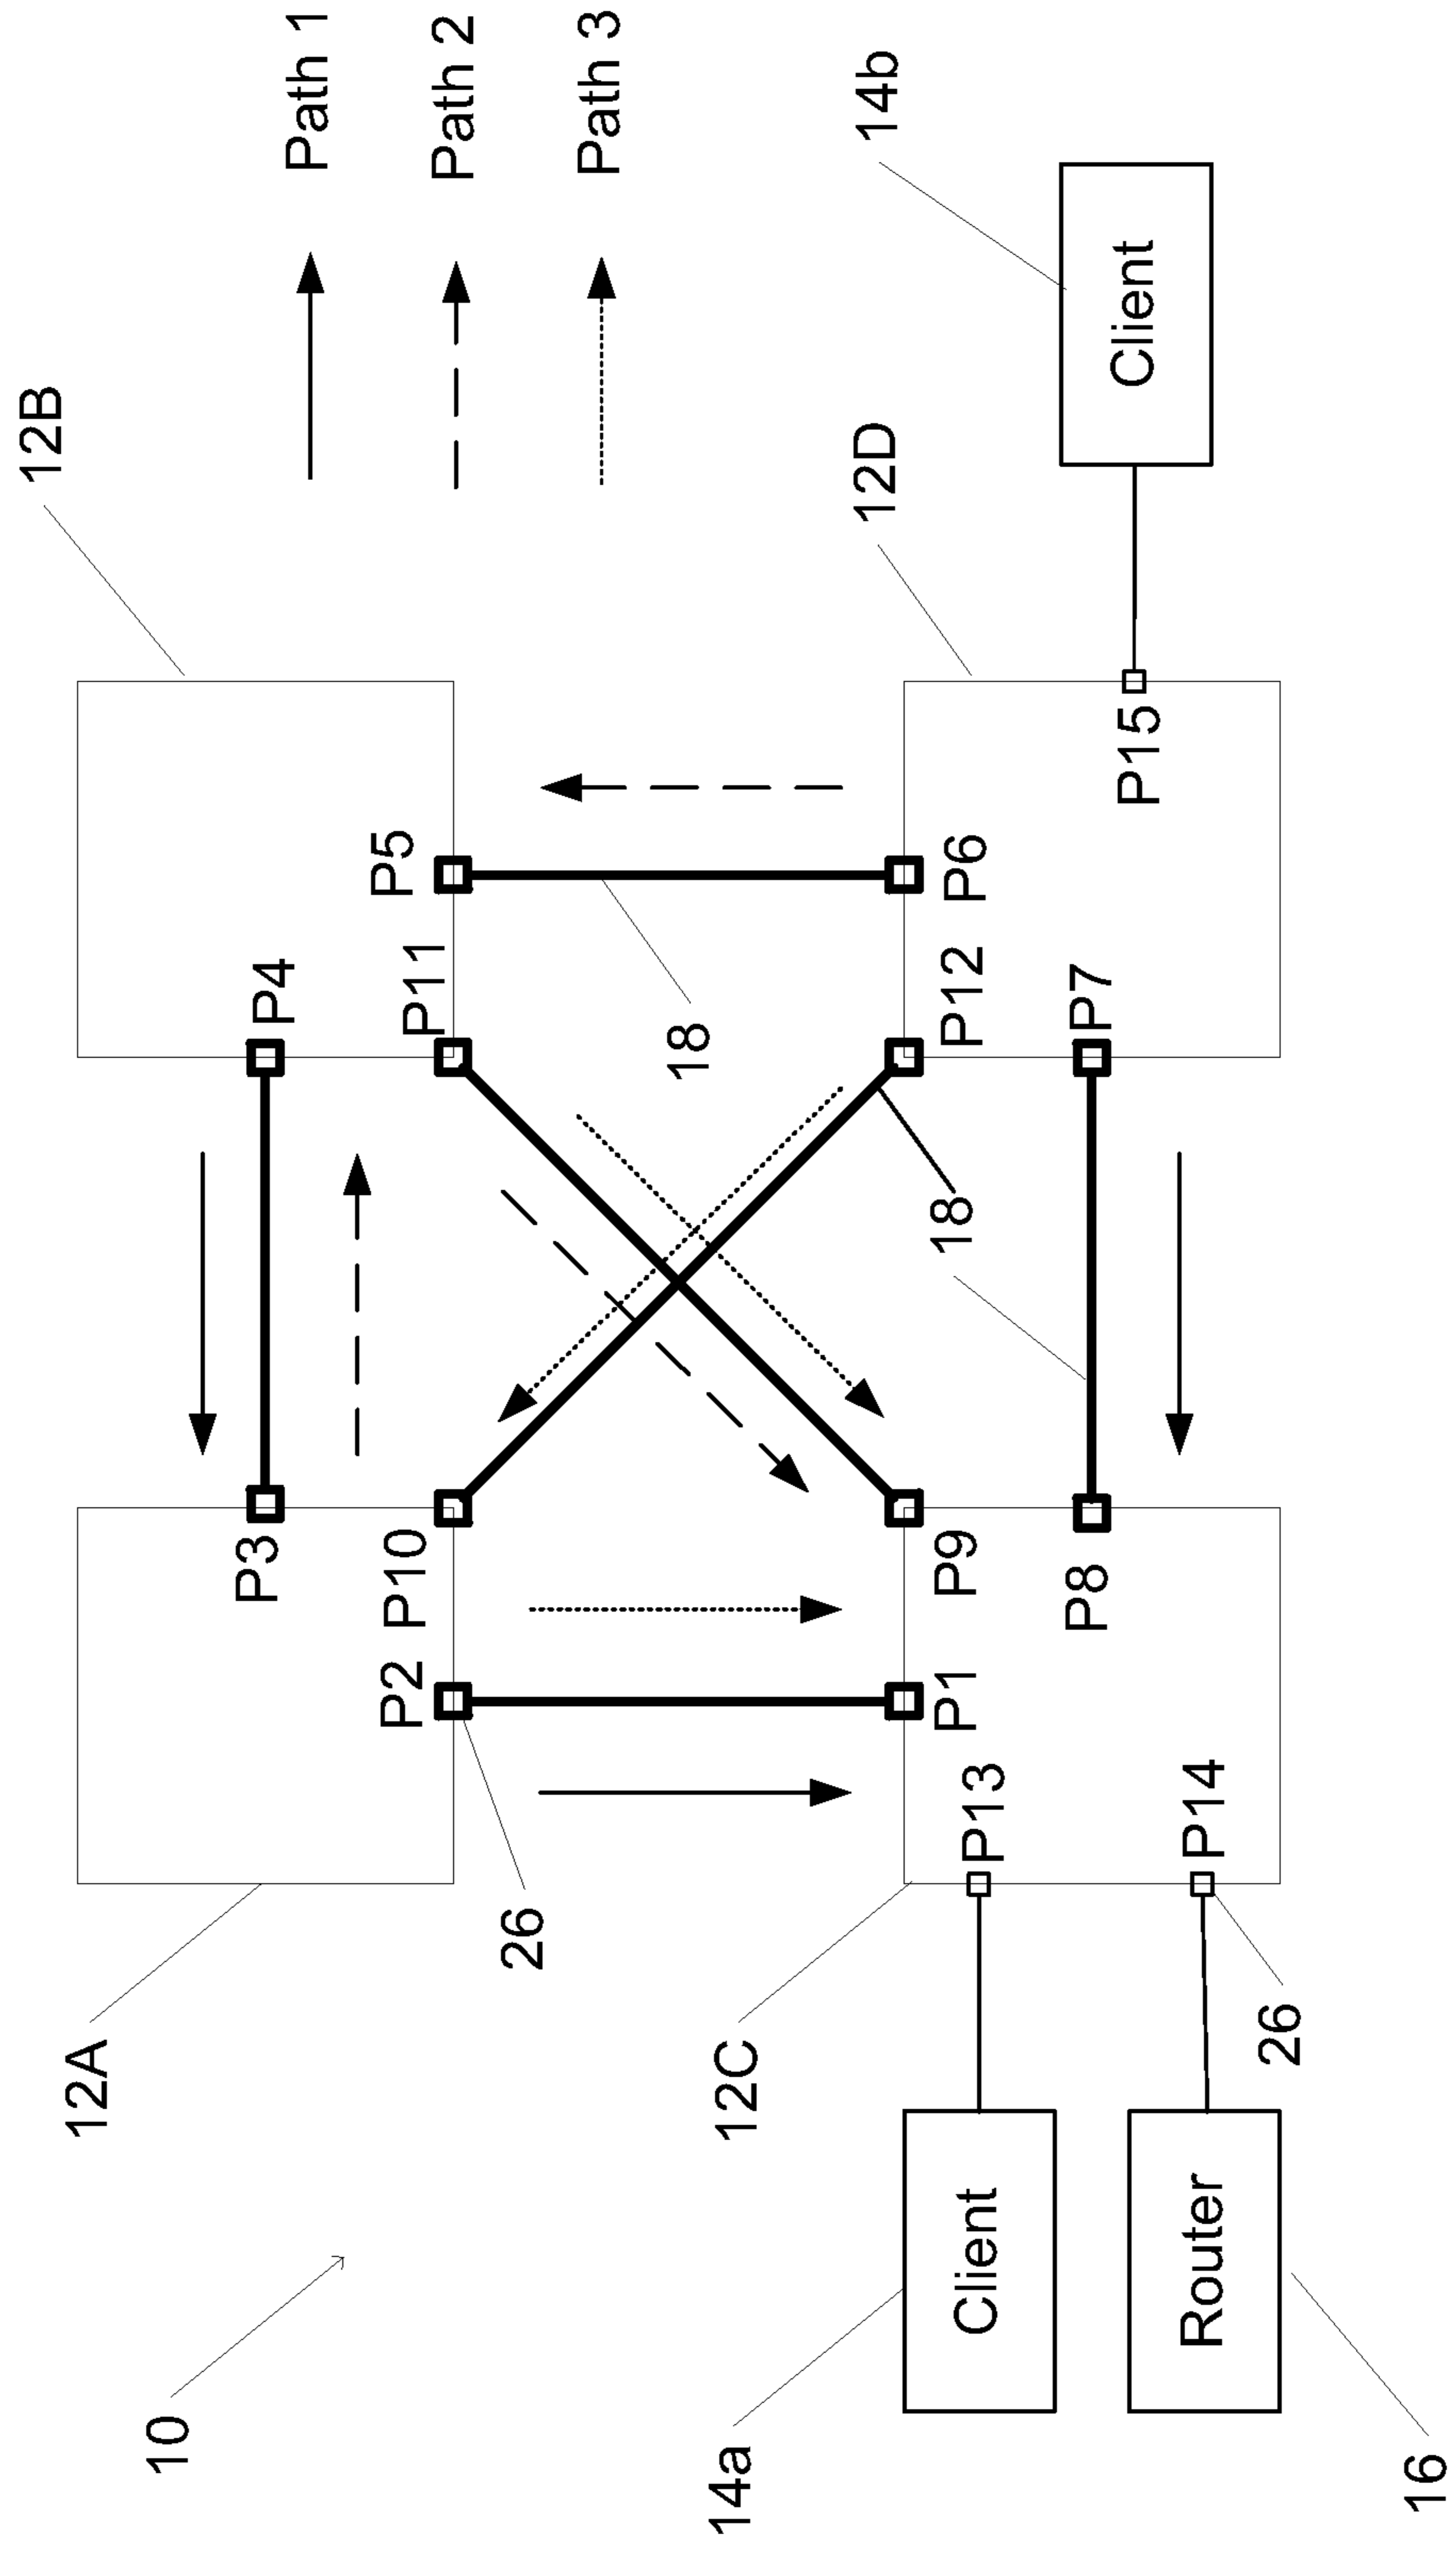 12B
12A
10
P3
P4
Path 1
P2
P10
P11
P5
Path 2
26
Path 3
18
14a
12C
12D
14b
P1
P9
18
P12
P6
Client
P13
P8
P7
P15
Client
Router
P14
26
16